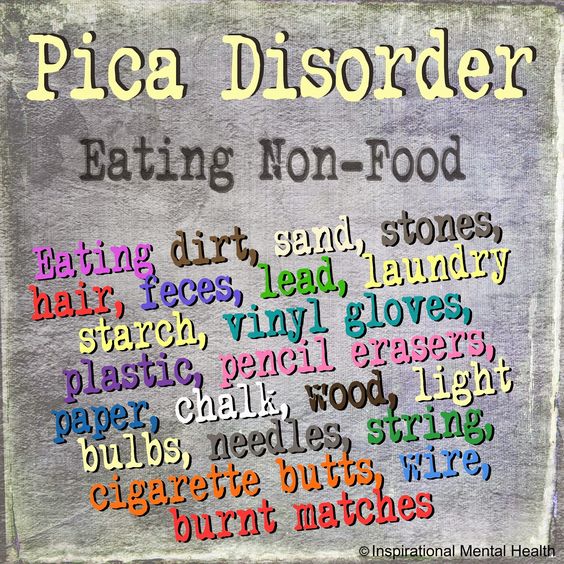 Pica Disorder
Eating Non-Food
Eating dirt, sand, stones,
hair, feces, lead, laundry
starch, vinyl gloves,
plastic, pencil erasers,
paper, chalk, wood, light
bulbs, needles, string,
cigarette butts, wire,
burnt matches
©Inspirational Mental Health